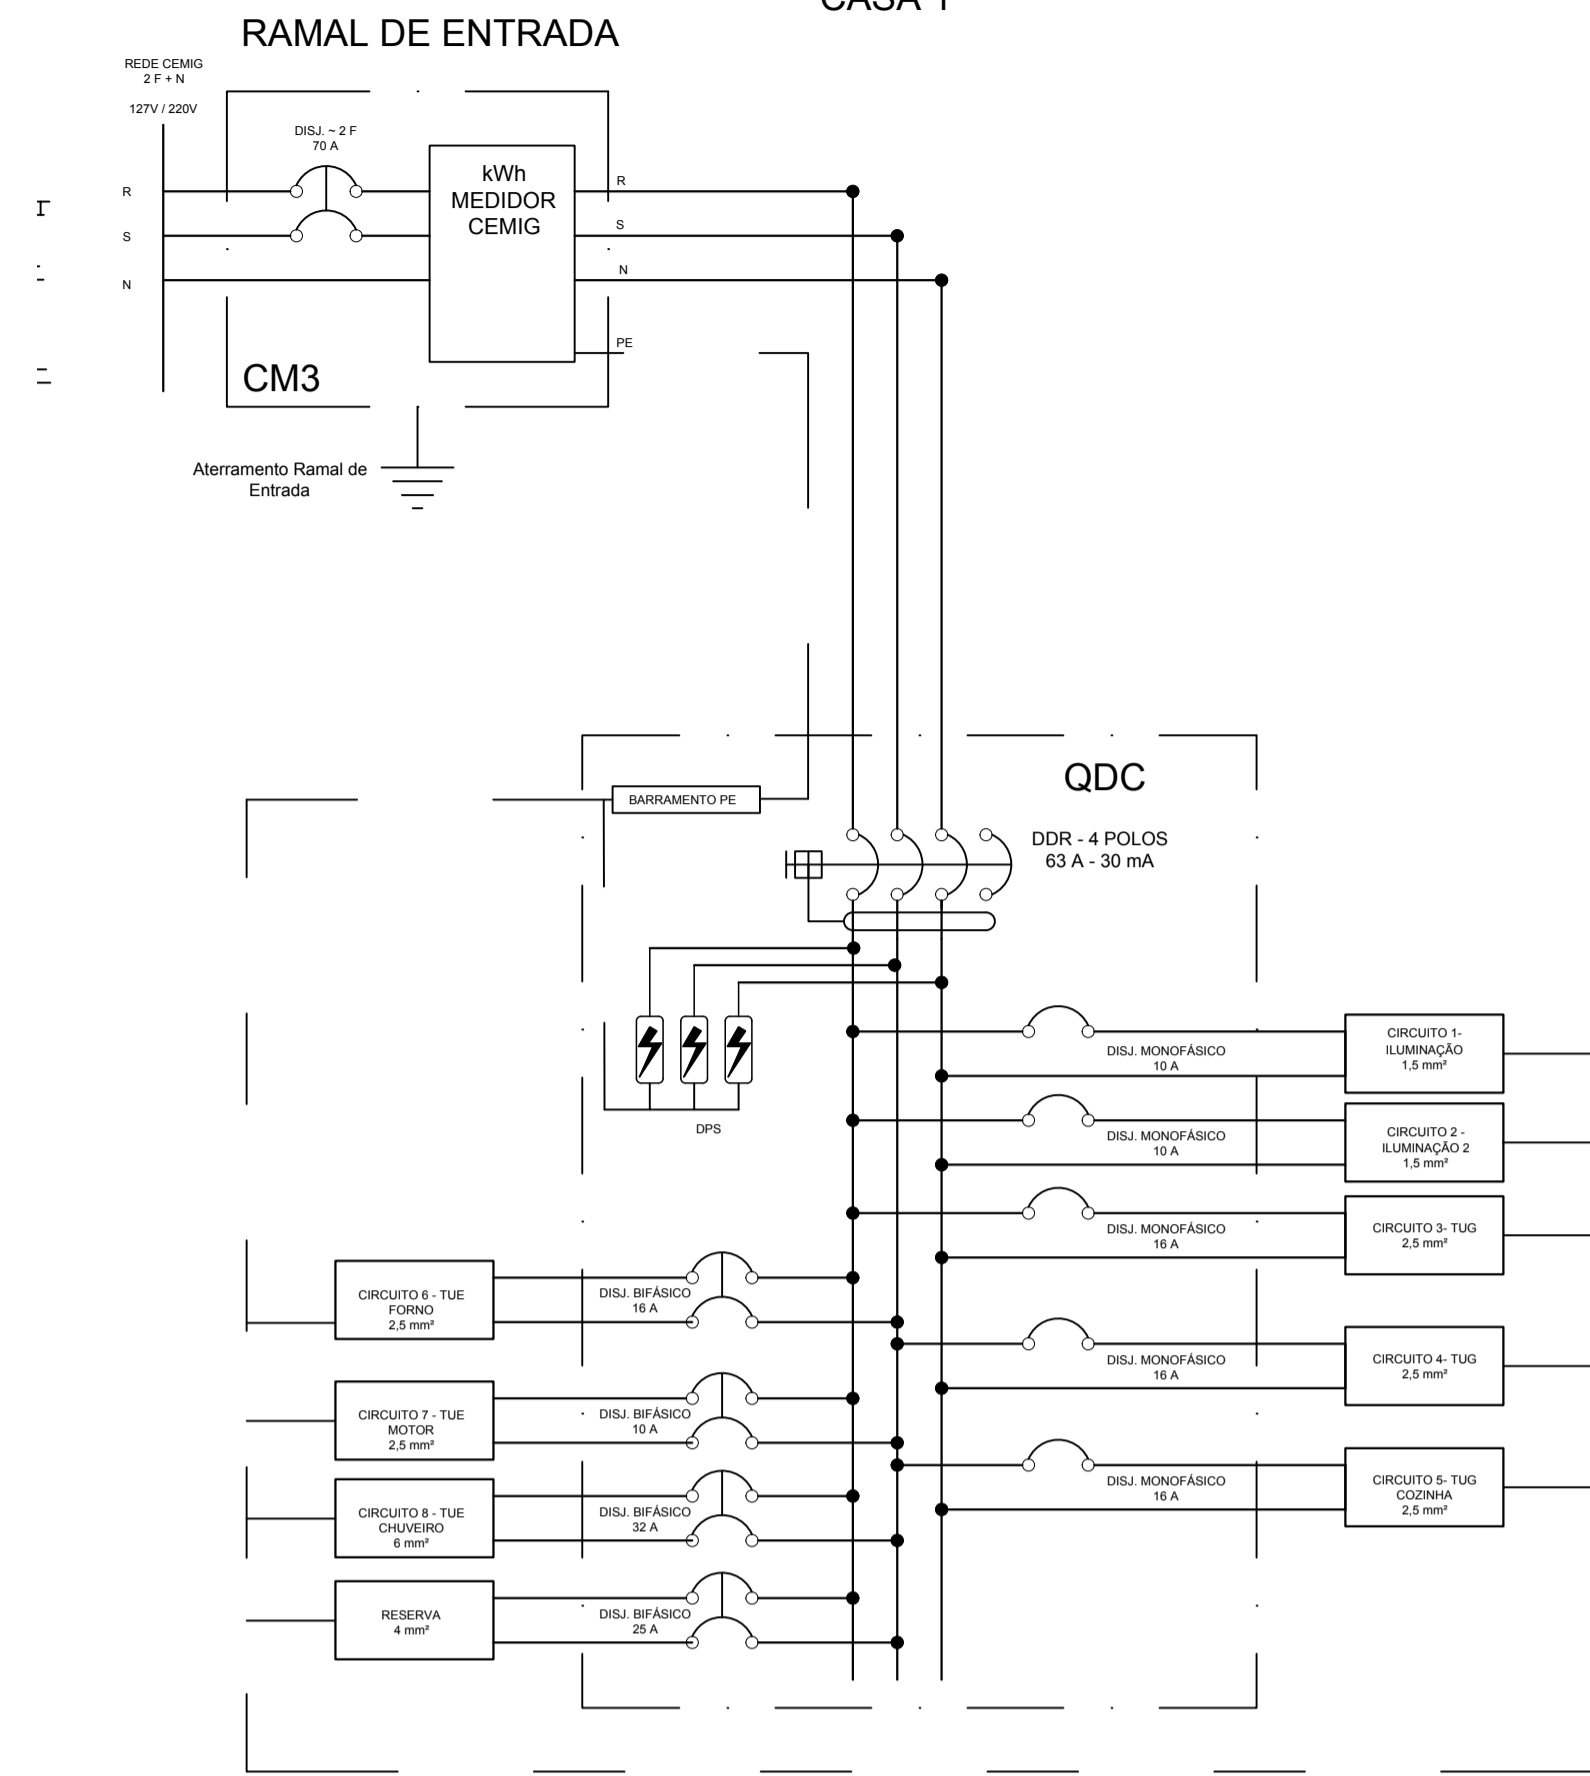 RAMAL DE ENTRADA
REDE CEMIG
2 F + N
127V / 220V
DISJ. ~ 2 F
70 A
kWh
MEDIDOR
CEMIG
R
S
N
R
S
N
PE
CM3
Aterramento Ramal de
Entrada
QDC
BARRAMENTO PE
DDR - 4 POLOS
63 A - 30 mA
DPS
DISJ. MONOFÁSICO
10 A
CIRCUITO 1-
ILUMINAÇÃO
1,5 mm²
DISJ. MONOFÁSICO
10 A
CIRCUITO 2 -
ILUMINAÇÃO 2
1,5 mm²
DISJ. MONOFÁSICO
16 A
CIRCUITO 3- TUG
2,5 mm²
DISJ. MONOFÁSICO
16 A
CIRCUITO 4- TUG
2,5 mm²
DISJ. MONOFÁSICO
16 A
CIRCUITO 5- TUG
COZINHA
2,5 mm²
CIRCUITO 6 - TUE
FORNO
2,5 mm²
DISJ. BIFÁSICO
16 A
CIRCUITO 7 - TUE
MOTOR
2,5 mm²
DISJ. BIFÁSICO
10 A
CIRCUITO 8 - TUE
CHUVEIRO
6 mm²
DISJ. BIFÁSICO
32 A
RESERVA
4 mm²
DISJ. BIFÁSICO
25 A